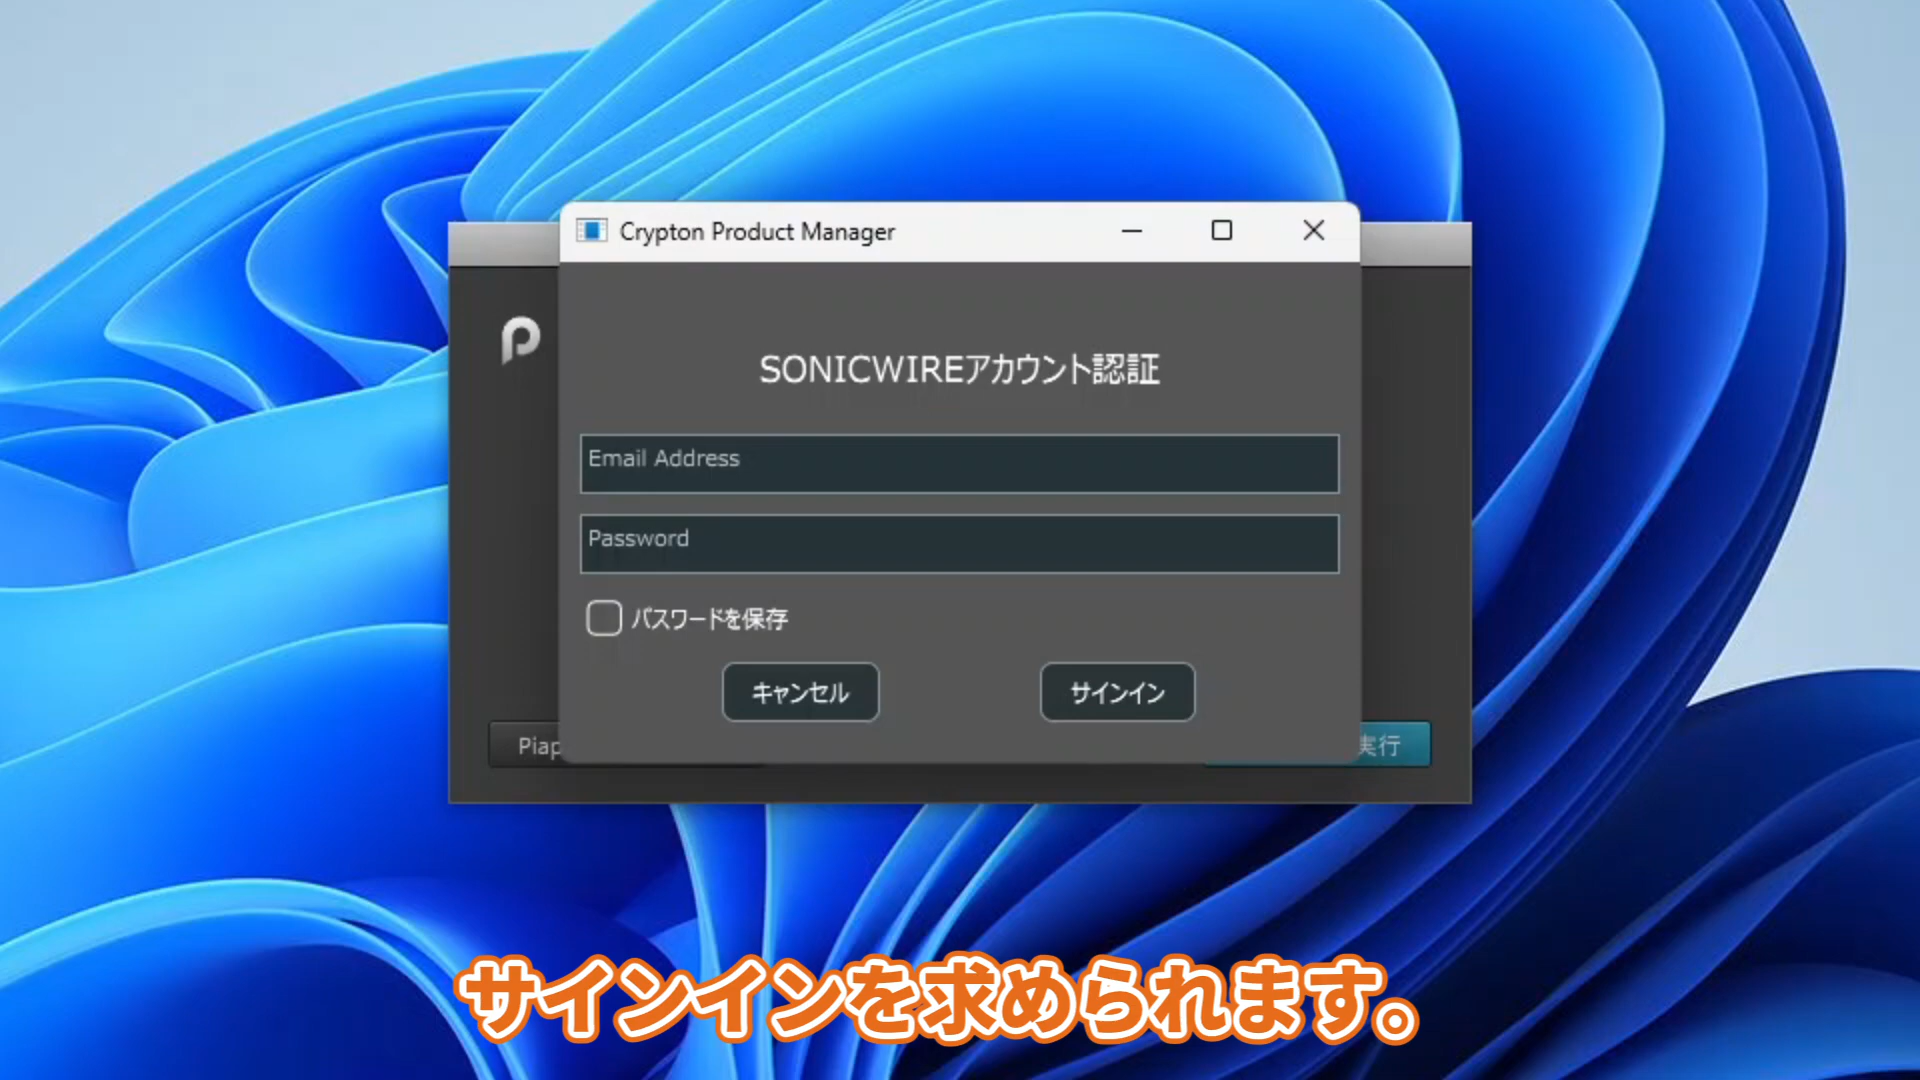 Crypton Product Manager
SONICWIREアカウント認証
Email Address
Password
パスワードを保存
キャンセル
サインイン
Piap
実行
サインインを求められます。